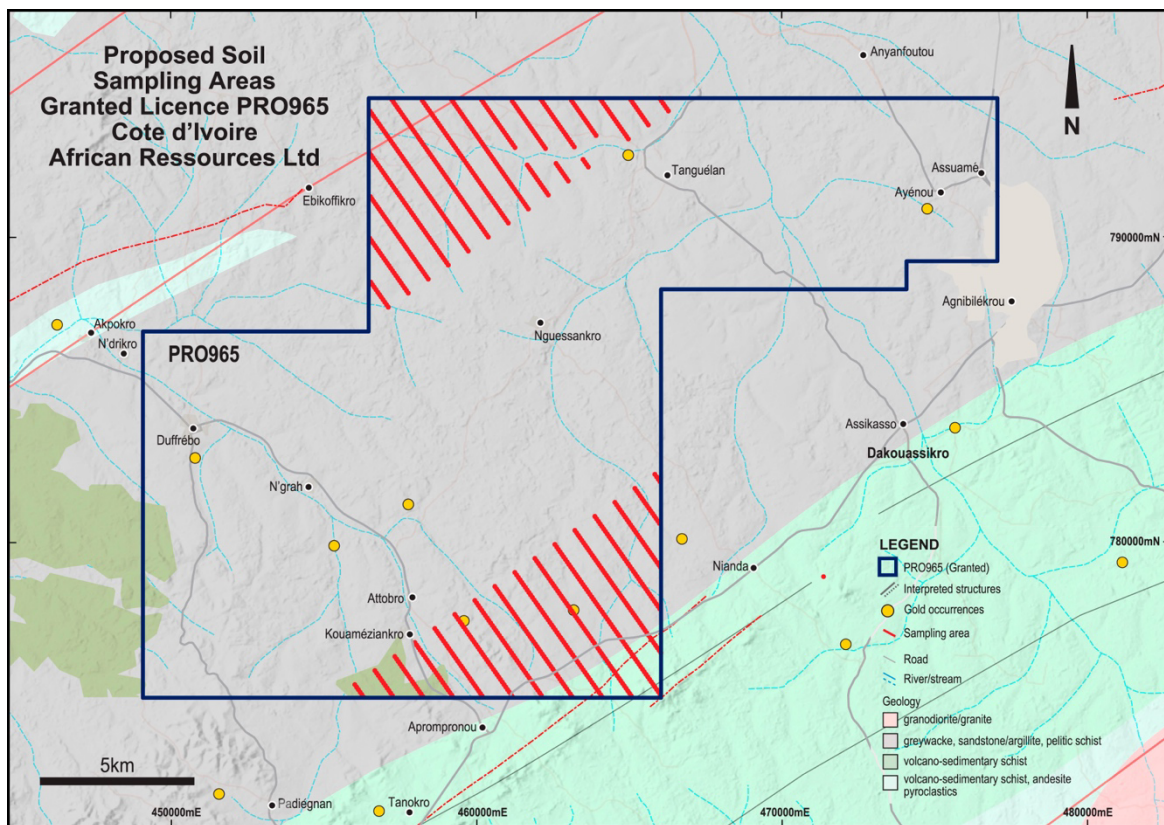 Proposed Soil
Sampling Areas
Granted Licence PRO965
Cote d'Ivoire
African Ressources Ltd
Anyanfoutou
N
Assuamé
Tanguélan
Ayénou
Ebikoffikro
790000mN
Agnibilékrou
Akpokro
Nguessankro
N'drikro
PRO965
Assikasso
Duffrébo
Dakouassikro
N'grah
780000mN
LEGEND
PRO965 (Granted)
Interpreted structures
Gold occurrences
Sampling area
Road
River/stream
Geology
granodiorite/granite
greywacke, sandstone/argillite, pelitic schist
volcano-sedimentary schist
volcano-sedimentary schist, andesite
pyroclastics
Nianda
Attobro
Kouaméziankro
Aprompronou
5km
Padiégnan
Tanokro
450000mE
460000mE
470000mE
480000mE